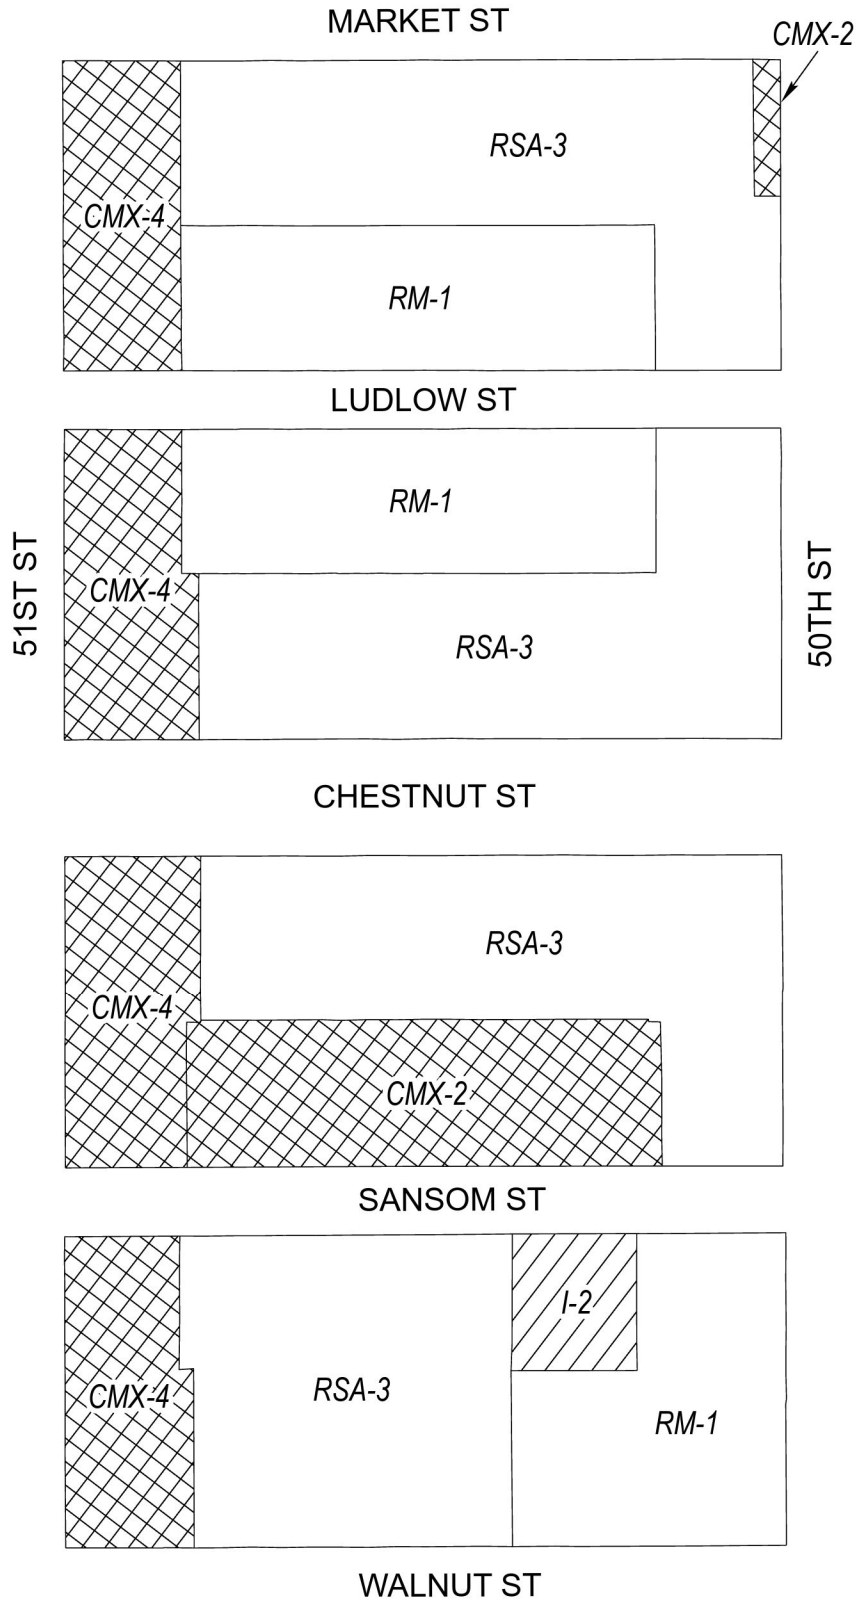 MARKET ST
CMX-2
RSA-3
CMX-4
RM-1
LUDLOW ST
RM-1
51ST ST
50TH ST
CMX-4
RSA-3
CHESTNUT ST
RSA-3
CMX-4
CMX-2
SANSOM ST
I-2
RSA-3
CMX-4
RM-1
WALNUT ST